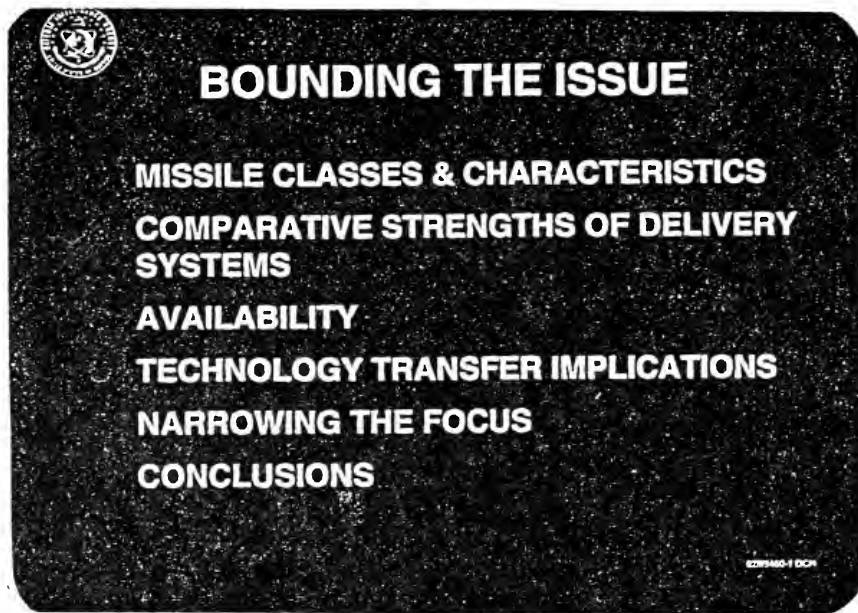 BOUNDING THE ISSUE
MISSILE CLASSES & CHARACTERISTICS
COMPARATIVE STRENGTHS OF DELIVERY
SYSTEMS
AVAILABILITY
TECHNOLOGY TRANSFER IMPLICATIONS
NARROWING THE FOCUS
CONCLUSIONS